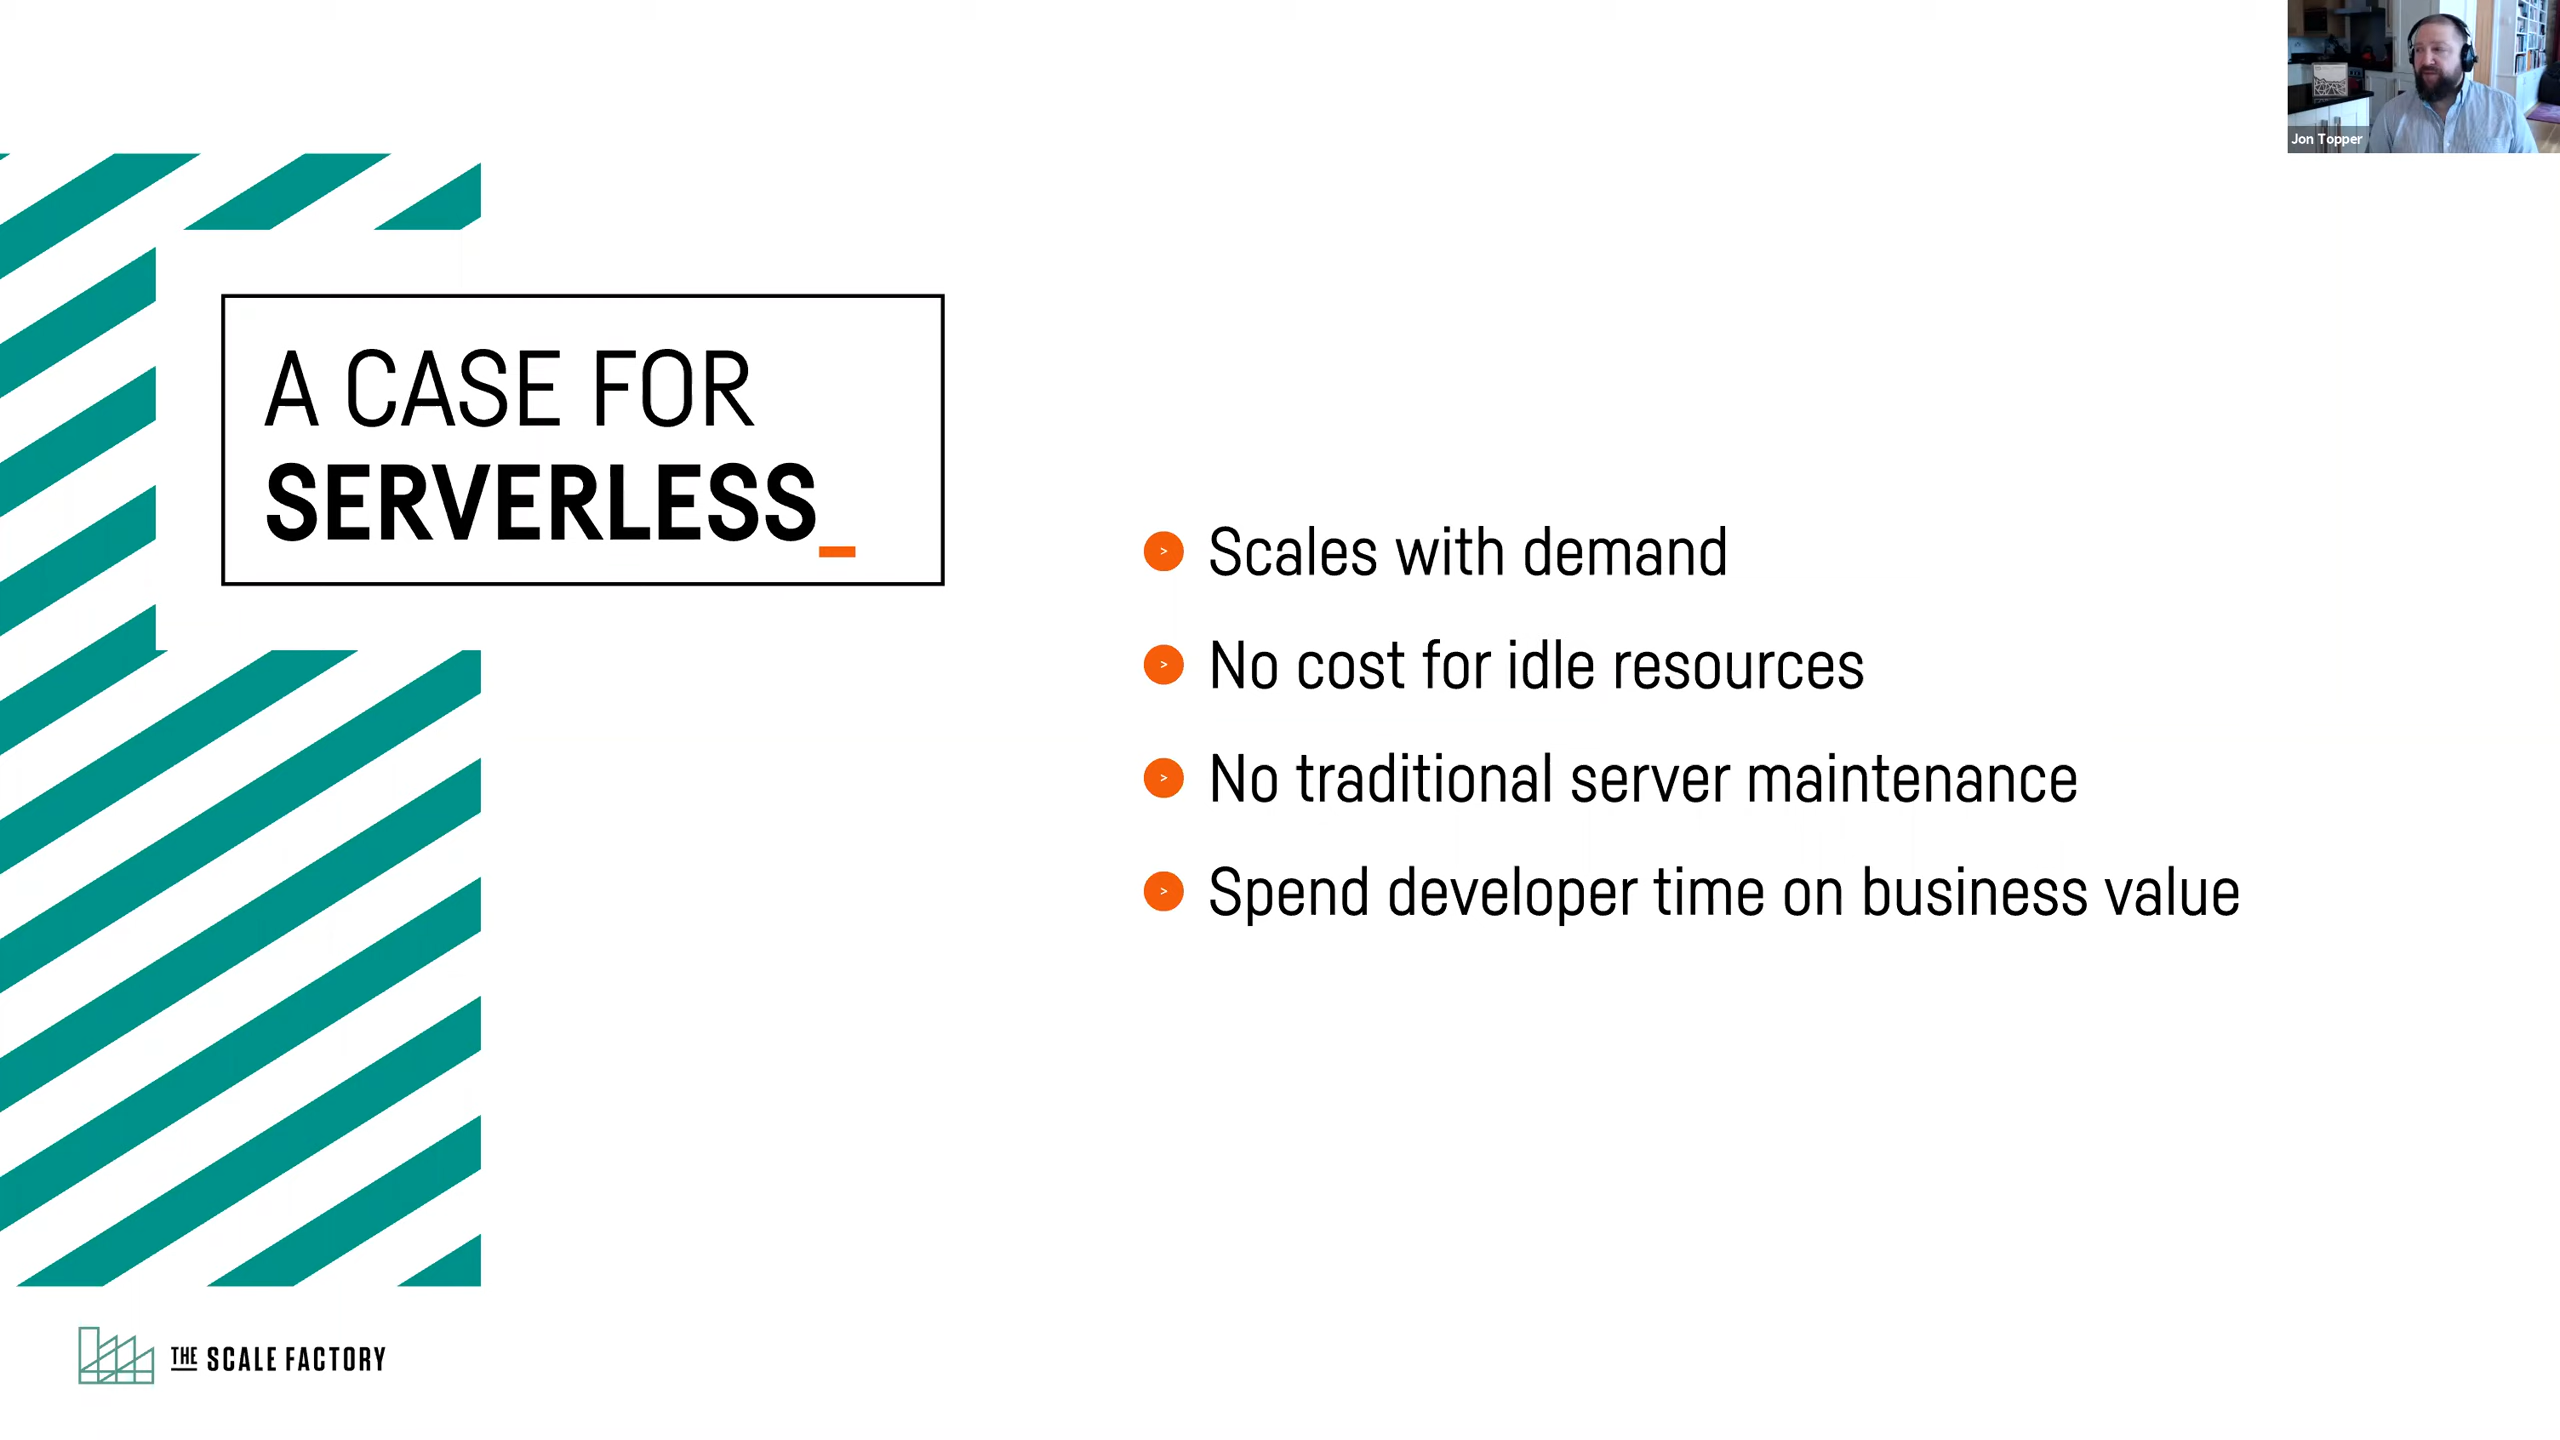 Jon Topper
A CASE FOR
SERVERLESS_
> Scales with demand
> No cost for idle resources
> No traditional server maintenance
> Spend developer time on business value
THE SCALE FACTORY